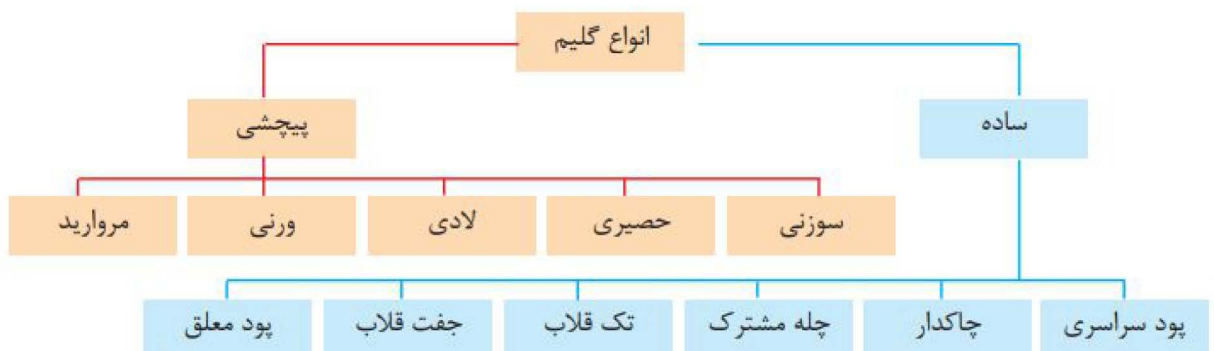 انواع گلیم
ساده
پیچشی
سوزنی
حصیری
لادی
ورنی
مروارید
پود سراسری
چاکدار
چله مشترک
تک قلاب
جفت قلاب
پود معلق